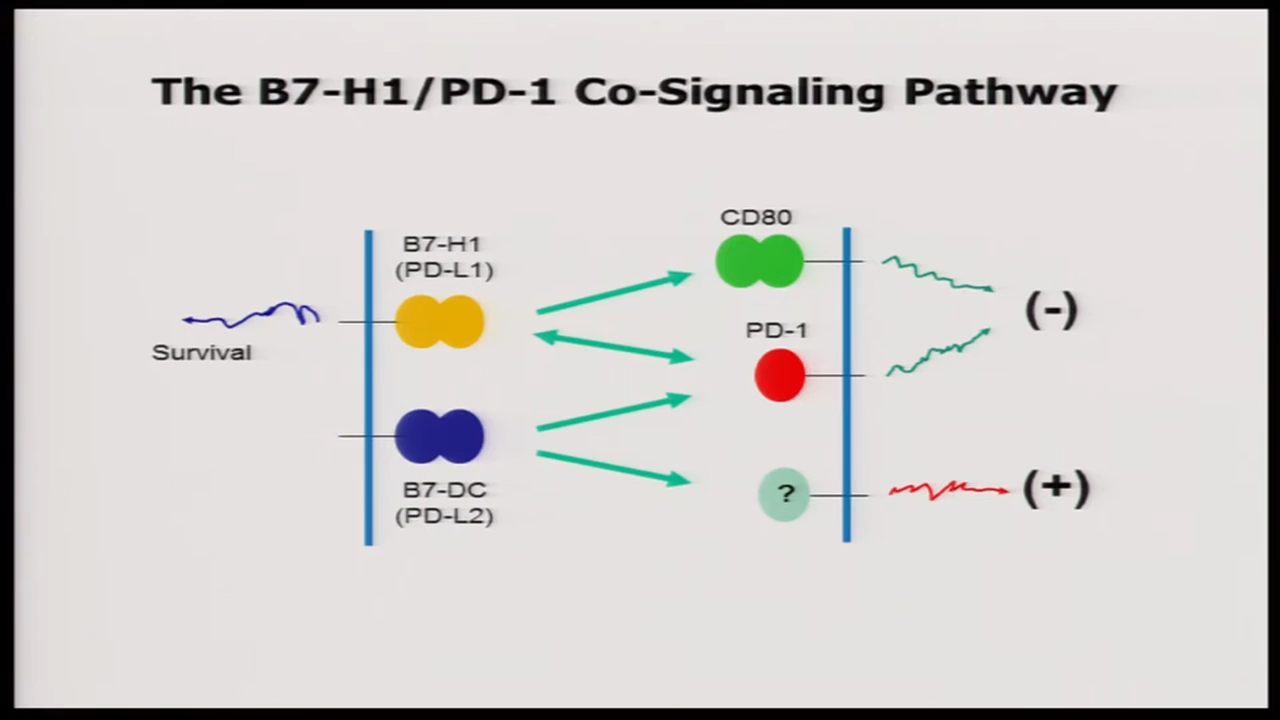 The B7-H1/PD-1 Co-Signaling Pathway
CD80
B7-H1
(PD-L1)
(-)
PD-1
Survival
B7-DC
(PD-L2)
?
(+)